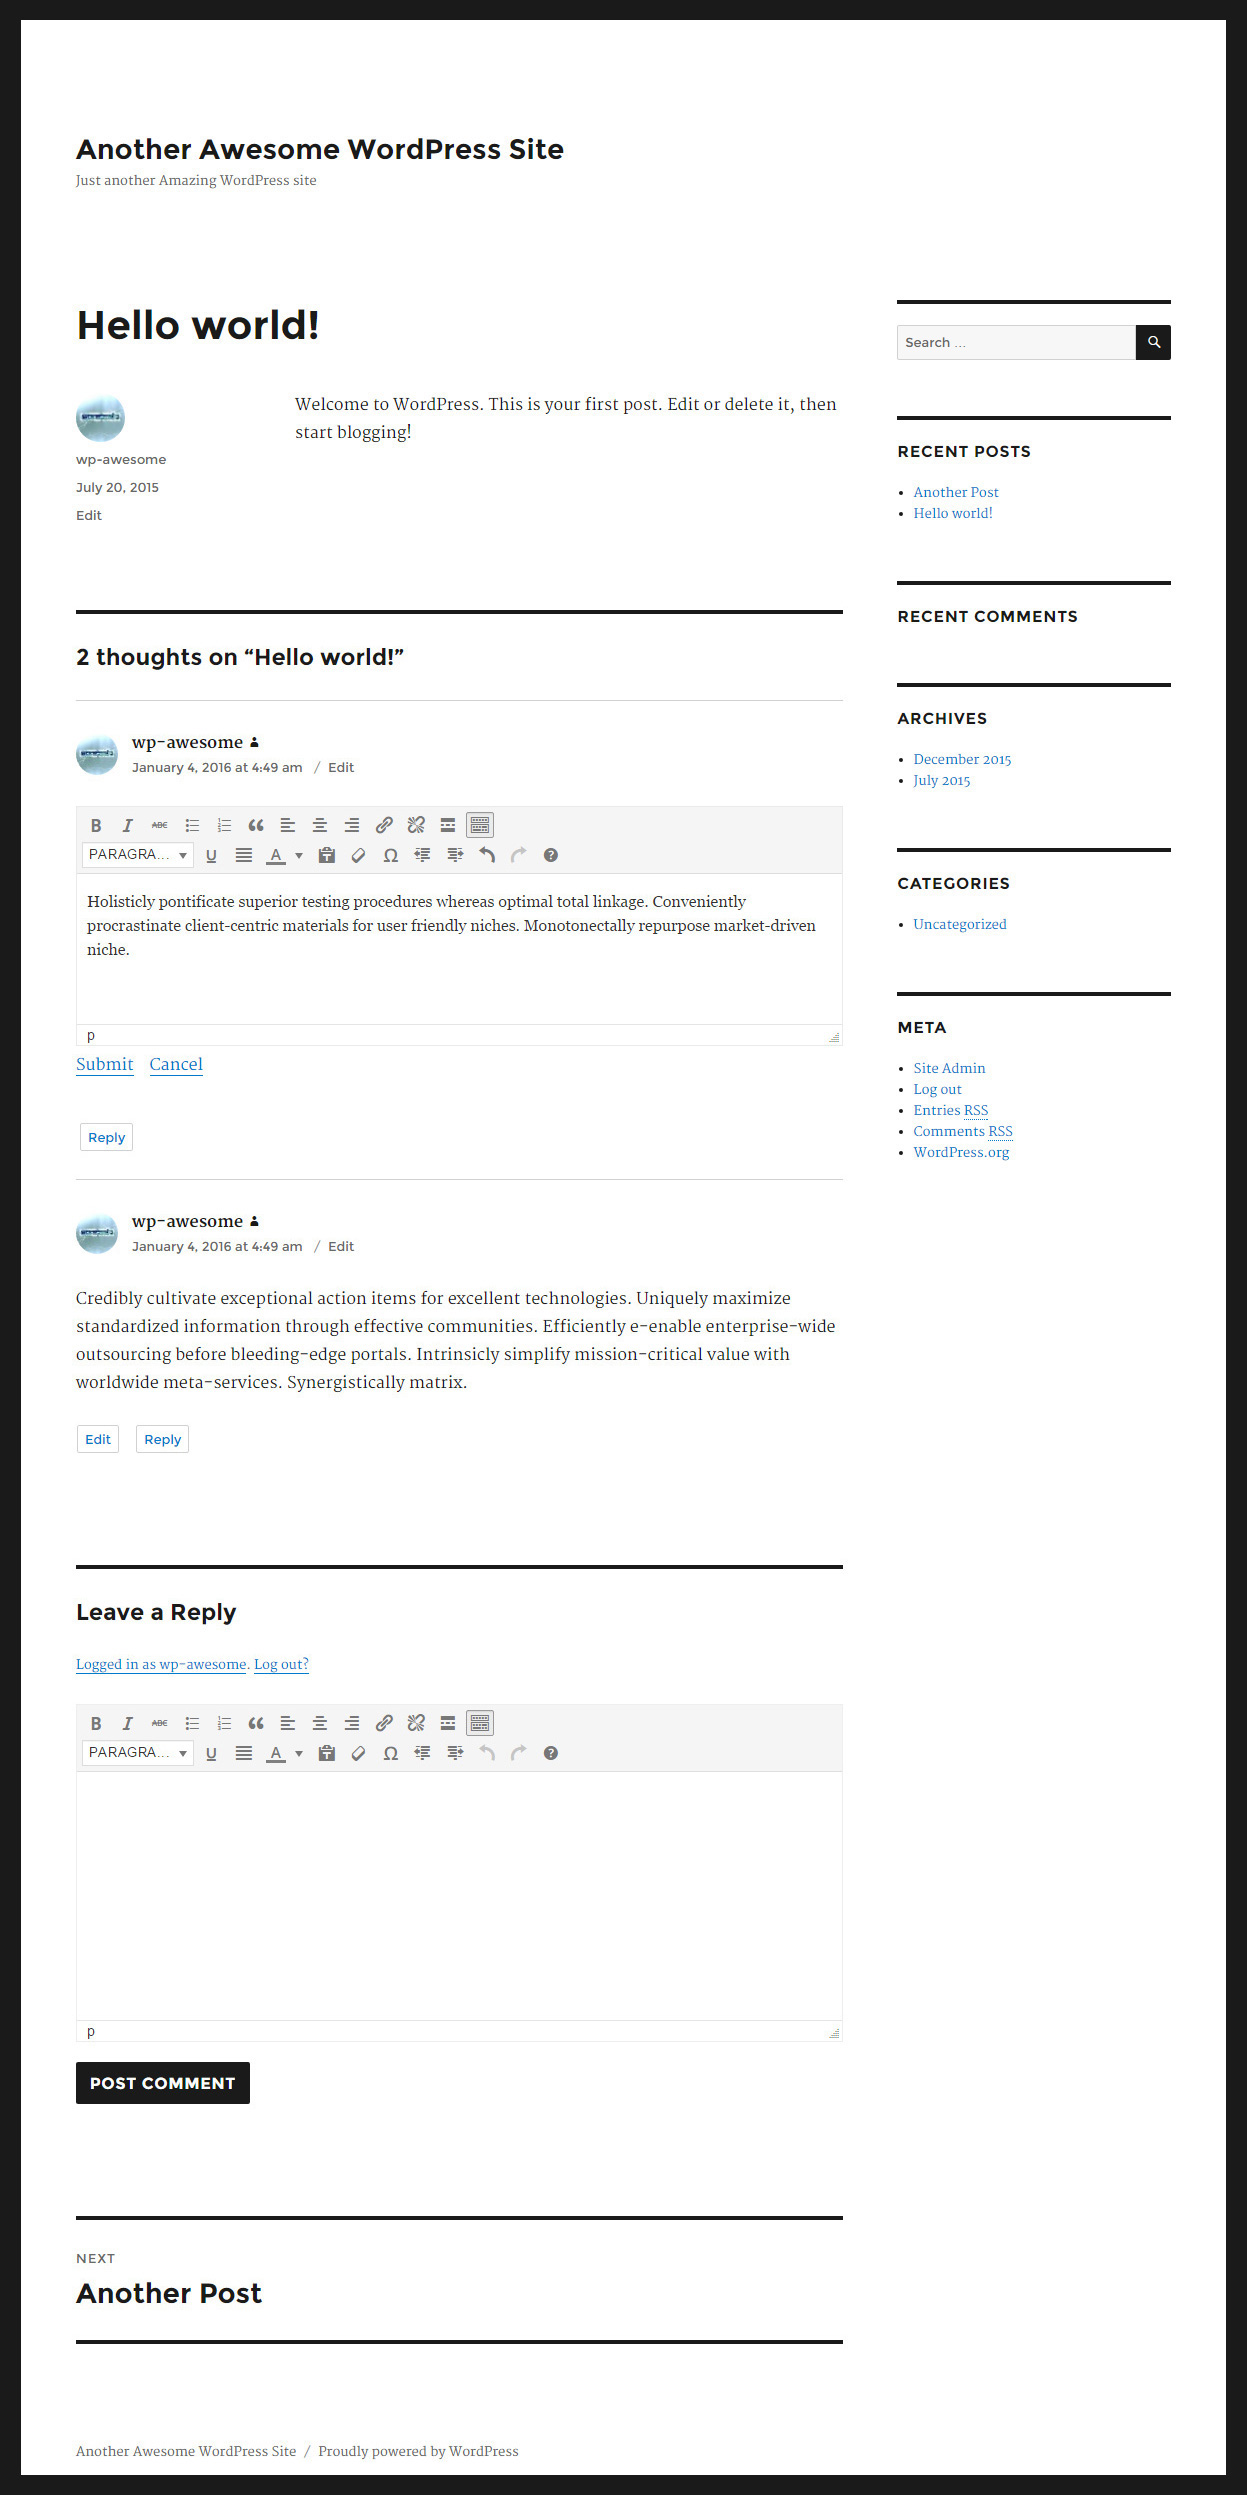 Another Awesome WordPress Site
Just another Amazing WordPress site
Hello world!
wp-awesome
July 20, 2015
Edit
Welcome to WordPress. This is your first post. Edit or delete it, then
start blogging!
2 thoughts on “Hello world!”
wp-awesome
January 4, 2016 at 4:49 am / Edit
B I ABC
PARAGRA... U A Ω ?
Holisticly pontificate superior testing procedures whereas optimal total linkage. Conveniently
procrastinate client-centric materials for user friendly niches. Monotonectally repurpose market-driven
niche.
p
Submit Cancel
Reply
wp-awesome
January 4, 2016 at 4:49 am / Edit
Credibly cultivate exceptional action items for excellent technologies. Uniquely maximize
standardized information through effective communities. Efficiently e-enable enterprise-wide
outsourcing before bleeding-edge portals. Intrinsicly simplify mission-critical value with
worldwide meta-services. Synergistically matrix.
Edit Reply
Leave a Reply
Logged in as wp-awesome. Log out?
B I ABC
PARAGRA... U A Ω ?
p
POST COMMENT
NEXT
Another Post
Search ...
RECENT POSTS
Another Post
Hello world!
RECENT COMMENTS
ARCHIVES
December 2015
July 2015
CATEGORIES
Uncategorized
META
Site Admin
Log out
Entries RSS
Comments RSS
WordPress.org
Another Awesome WordPress Site / Proudly powered by WordPress